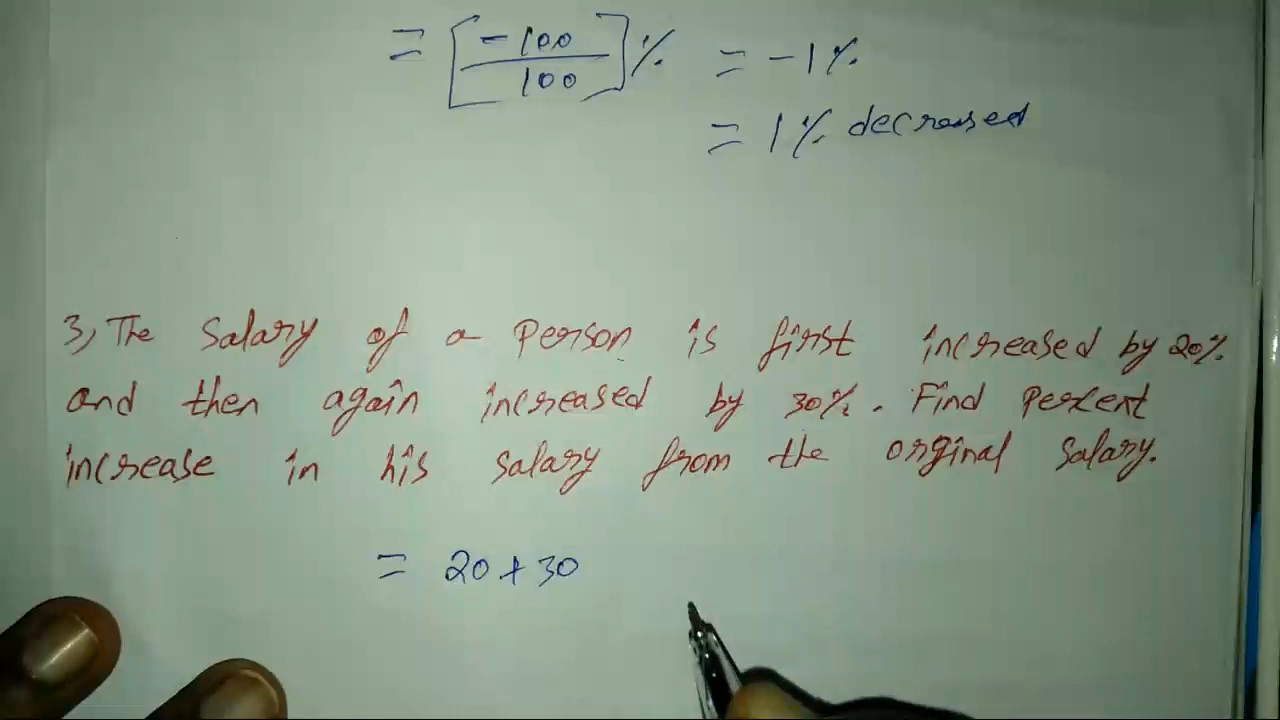 = [-100/100]% = -1%
= 1% decreased
3, The salary of a person is first increased by 20%
and then again increased by 30%. Find percent
increase in his salary from the orginal salary.
= 20+30